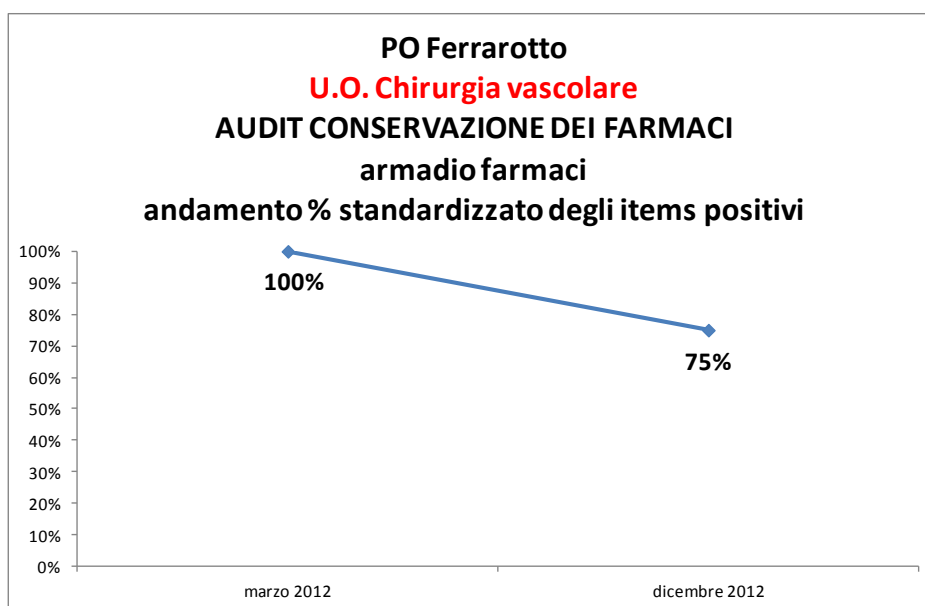 PO Ferrarotto
U.O. Chirurgia vascolare
AUDIT CONSERVAZIONE DEI FARMACI
armadio farmaci
andamento % standardizzato degli items positivi
100%
90%
80%
70%
60%
50%
40%
30%
20%
10%
0%
100%
75%
marzo 2012
dicembre 2012